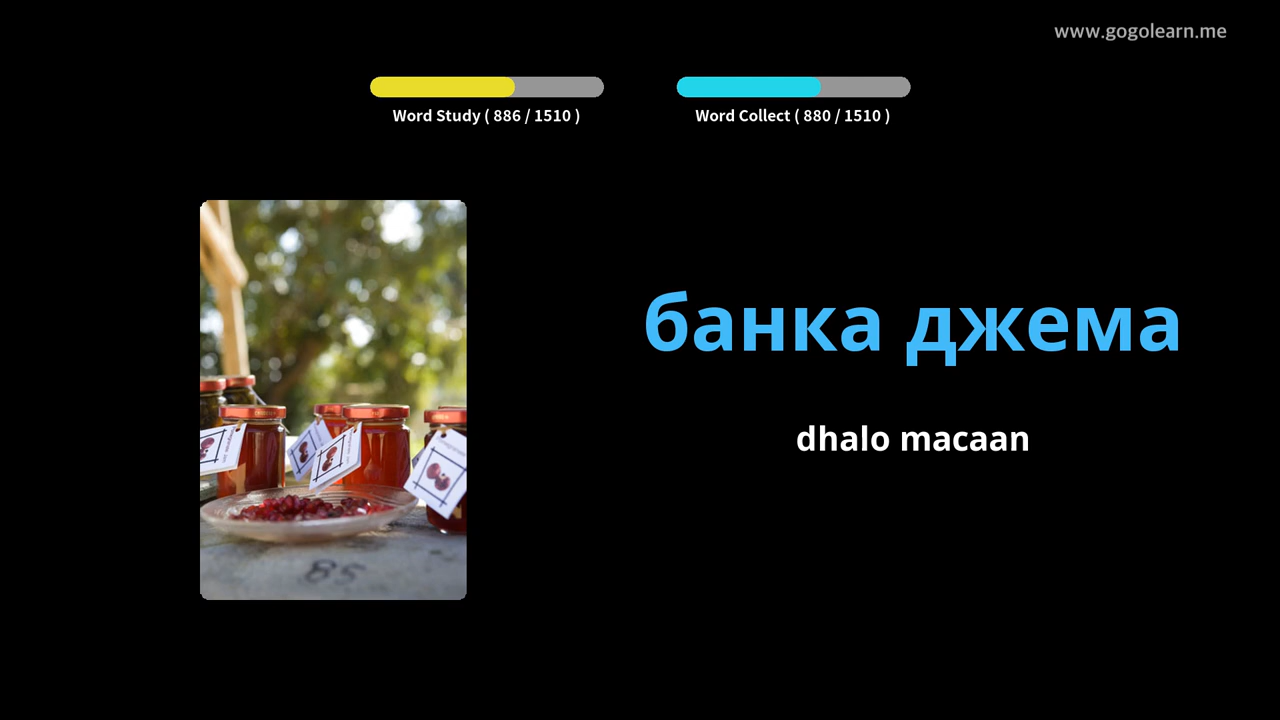 www.gogolearn.me
Word Study ( 886 / 1510 )
Word Collect ( 880 / 1510 )
банка джема
dhalo macaan
85